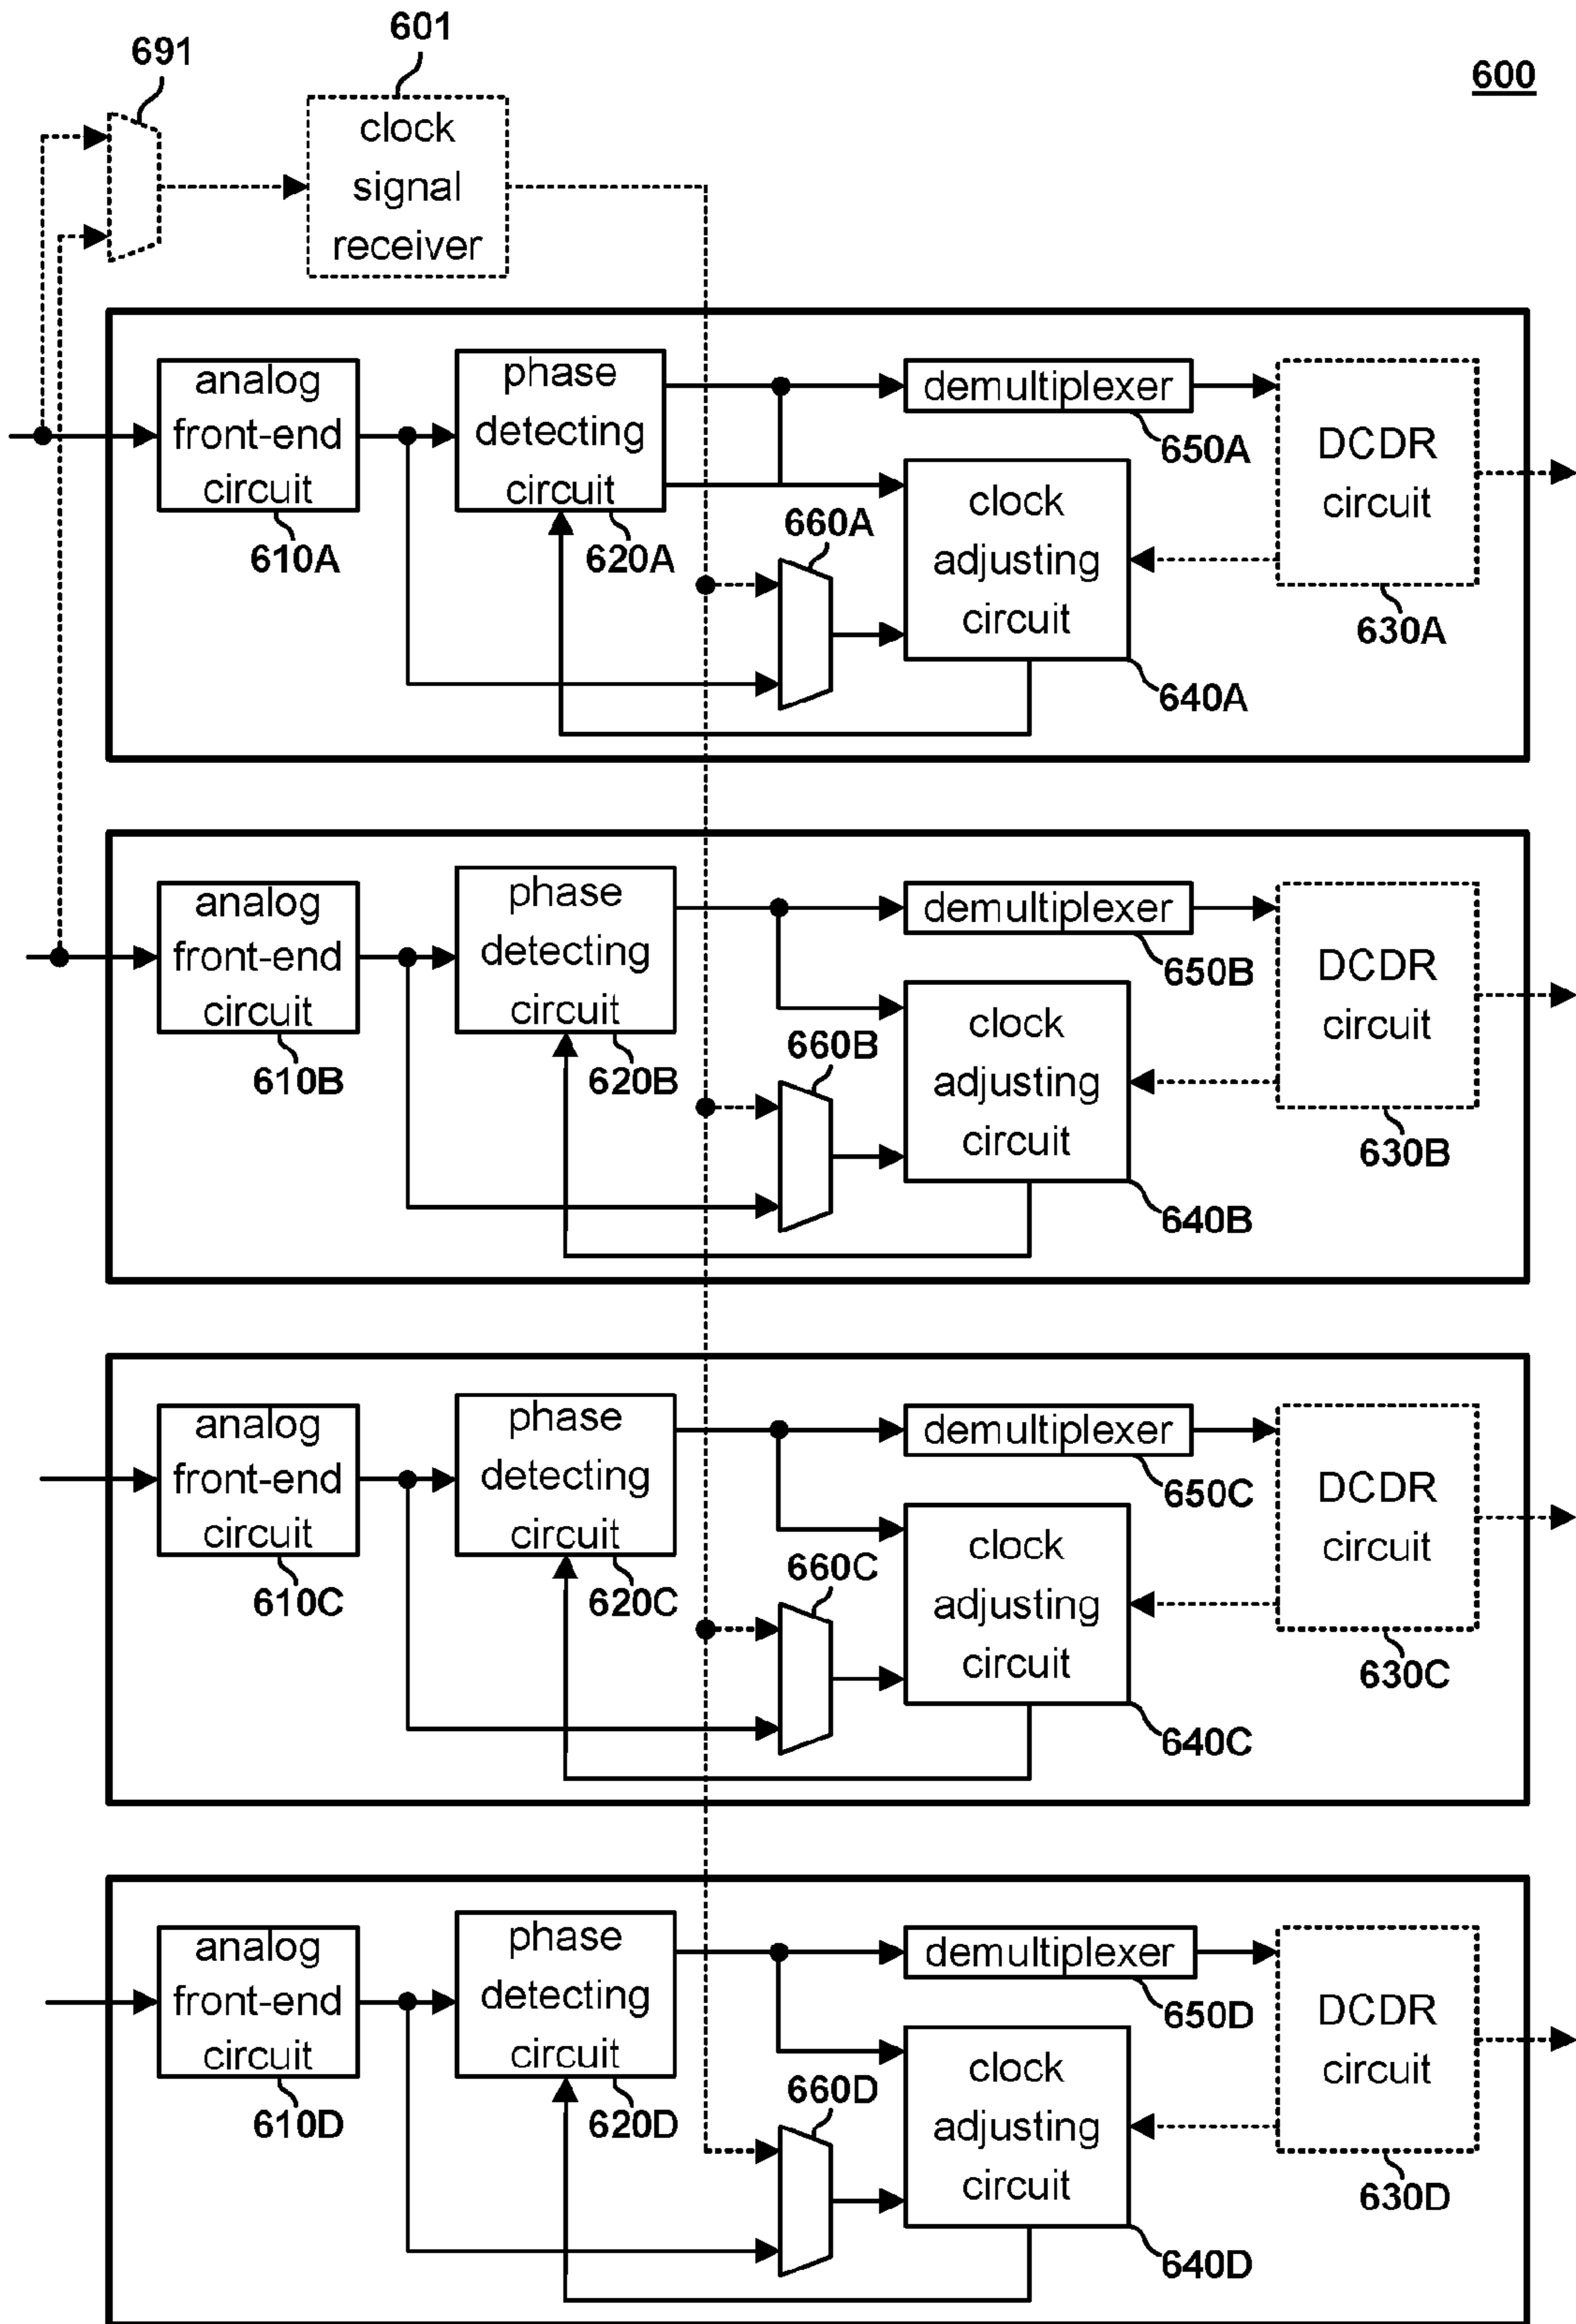 601
691
600
clock
signal
receiver
analog
front-end
circuit
610A
phase
detecting
circuit
620A
demultiplexer
650A
660A
clock
adjusting
circuit
640A
DCDR
circuit
630A
analog
front-end
circuit
610B
phase
detecting
circuit
620B
demultiplexer
650B
660B
clock
adjusting
circuit
640B
DCDR
circuit
630B
analog
front-end
circuit
610C
phase
detecting
circuit
620C
demultiplexer
650C
660C
clock
adjusting
circuit
640C
DCDR
circuit
630C
analog
front-end
circuit
610D
phase
detecting
circuit
620D
demultiplexer
650D
660D
clock
adjusting
circuit
640D
DCDR
circuit
630D